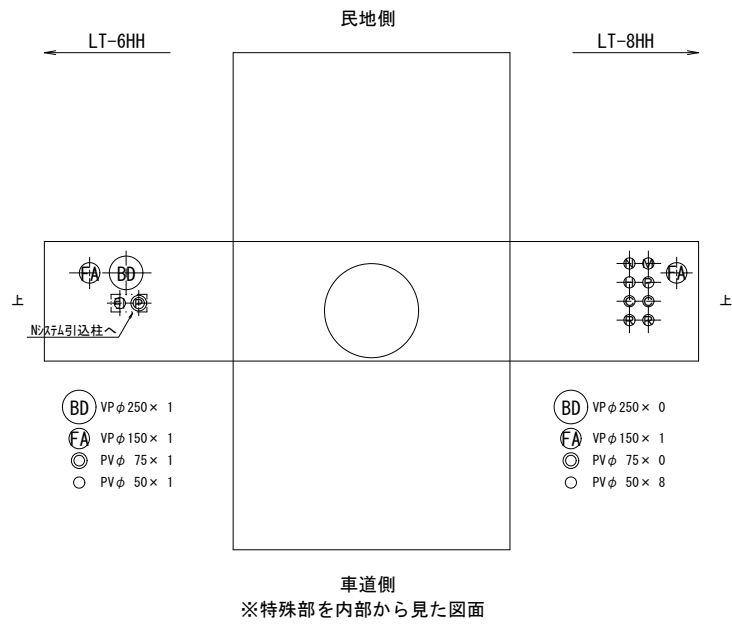 民地側
LT-6HH
LT-8HH
FA
BD
上
Nシステム引込柱へ
N M
H P
C C
R R
FA
上
BD VPφ250× 1
FA VPφ150× 1
PVφ 75× 1
PVφ 50× 1
BD VPφ250× 0
FA VPφ150× 1
PVφ 75× 0
PVφ 50× 8
車道側
※特殊部を内部から見た図面